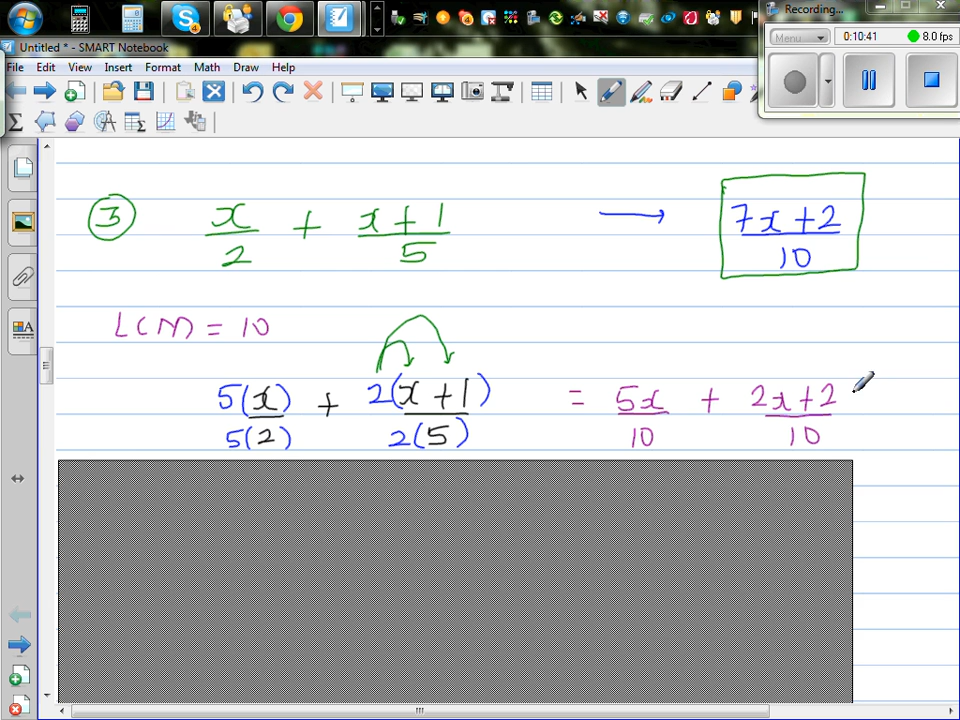 Recording...
Untitled * - SMART Notebook
Menu
0:10:41
8.0 fps
File Edit View Insert Format Math Draw Help
③ x/2 + (x+1)/5 → (7x+2)/10
LCM = 10
5(x)/5(2) + 2(x+1)/2(5) = 5x/10 + (2x+2)/10